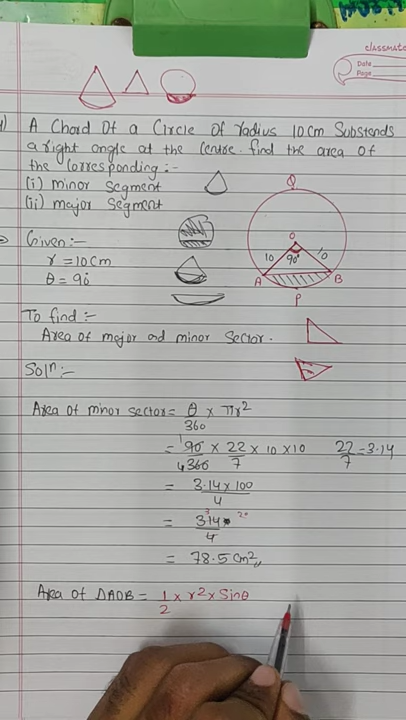 classmate
Date
Page
1) A Chord Of a Circle Of radius 10cm Substends
a right angle at the Centre. find the area of
the Corresponding :-
(i) minor Segment
(ii) major Segment
Given:-
r = 10cm
θ = 90
Q
O
10 90° 10
A B
P
To find :-
Area of major ad minor Sector.
Solⁿ:-
Area of minor sector = θ/360 × πr²
= 90/360 × 22/7 × 10 × 10 22/7 = 3.14
= 3.14 × 100/4
= 314/4
= 78.5 cm²,,
Area of ΔAOB = 1/2 × r² × Sinθ